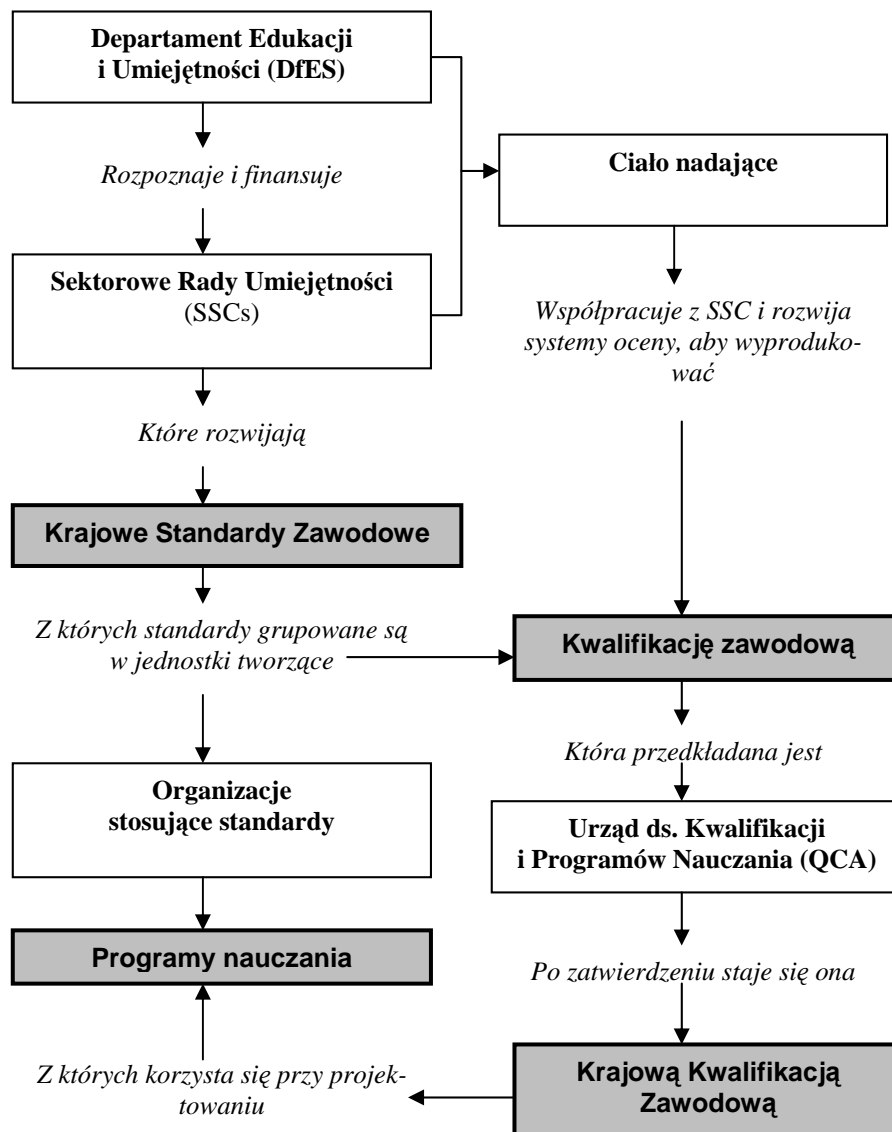 Departament Edukacji
i Umiejętności (DfES)
Rozpoznaje i finansuje
Ciało nadające
Sektorowe Rady Umiejętności
(SSCs)
Współpracuje z SSC i rozwija
systemy oceny, aby wyproduko-
wać
Które rozwijają
Krajowe Standardy Zawodowe
Z których standardy grupowane są
w jednostki tworzące
Kwalifikację zawodową
Która przedkładana jest
Organizacje
stosujące standardy
Urząd ds. Kwalifikacji
i Programów Nauczania (QCA)
Programy nauczania
Po zatwierdzeniu staje się ona
Z których korzysta się przy projek-
towaniu
Krajową Kwalifikacją
Zawodową